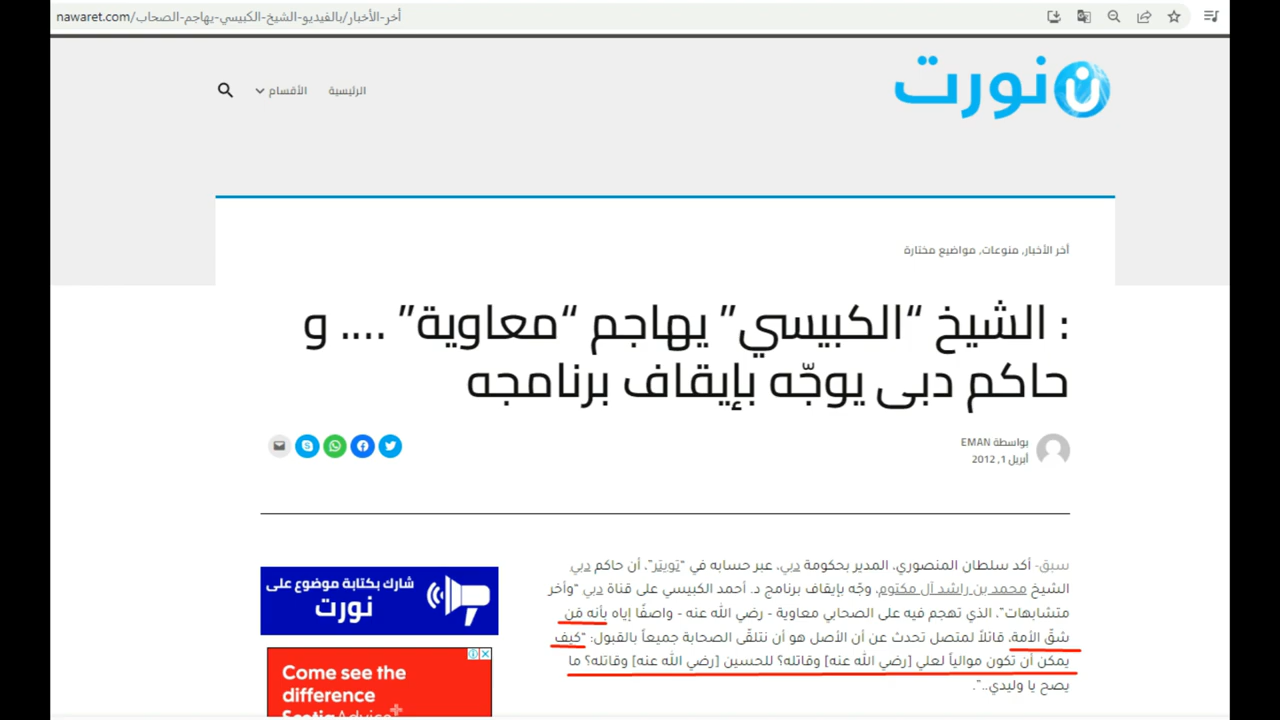 nawaret.com/أخر-الأخبار/بالفيديو-الشيخ-الكبيسي-يهاجم-الصحاب
نورت
الرئيسية
الأقسام
أخر الأخبار, منوعات, مواضيع مختارة
: الشيخ “الكبيسي” يهاجم “معاوية” .... و
حاكم دبى يوجّه بإيقاف برنامجه
بواسطة EMAN
أبريل 1, 2012
سبق- أكد سلطان المنصوري، المدير بحكومة دبي، عبر حسابه في “تويتر”، أن حاكم دبي
الشيخ محمد بن راشد آل مكتوم، وجّه بإيقاف برنامج د. أحمد الكبيسي على قناة دبي “وأخر
متشابهات”، الذي تهجم فيه على الصحابي معاوية – رضي الله عنه – واصفًا إياه بأنه مَن
شقّ الأمة، قائلاً لمتصل تحدث عن أن الأصل هو أن نتلقّى الصحابة جميعاً بالقبول: “كيف
يمكن أن تكون موالياً لعلي [رضي الله عنه] وقاتله؟ للحسين [رضي الله عنه] وقاتله؟ ما
يصح يا وليدي..”.
شارك بكتابة موضوع على
نورت
Come see the
difference
ScotiaAdvice+